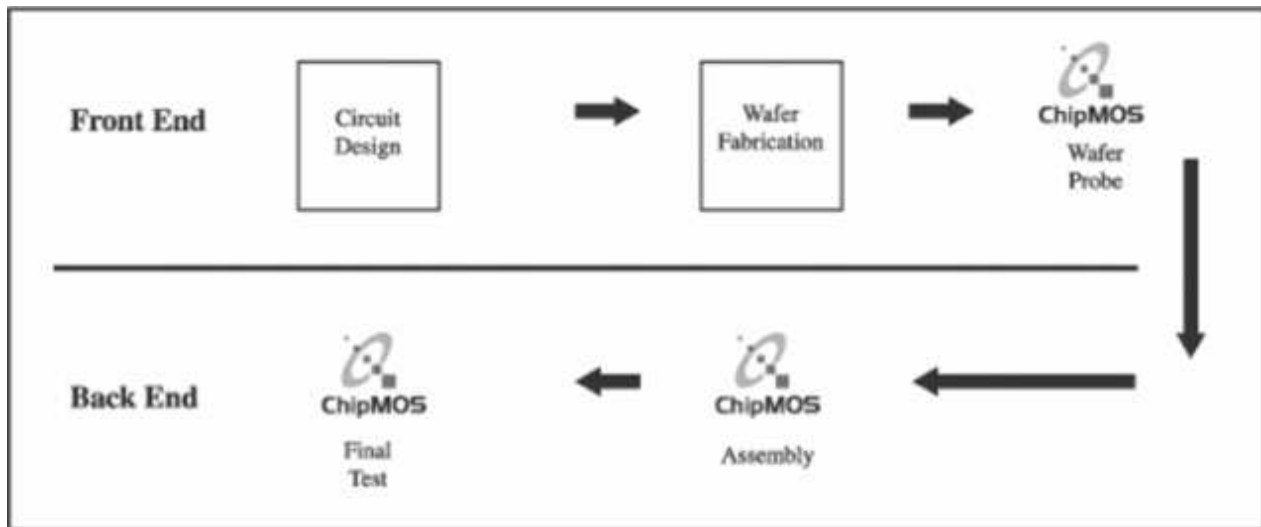 Front End
Circuit
Design
Wafer
Fabrication
ChipMOS
Wafer
Probe
Back End
ChipMOS
Final
Test
ChipMOS
Assembly